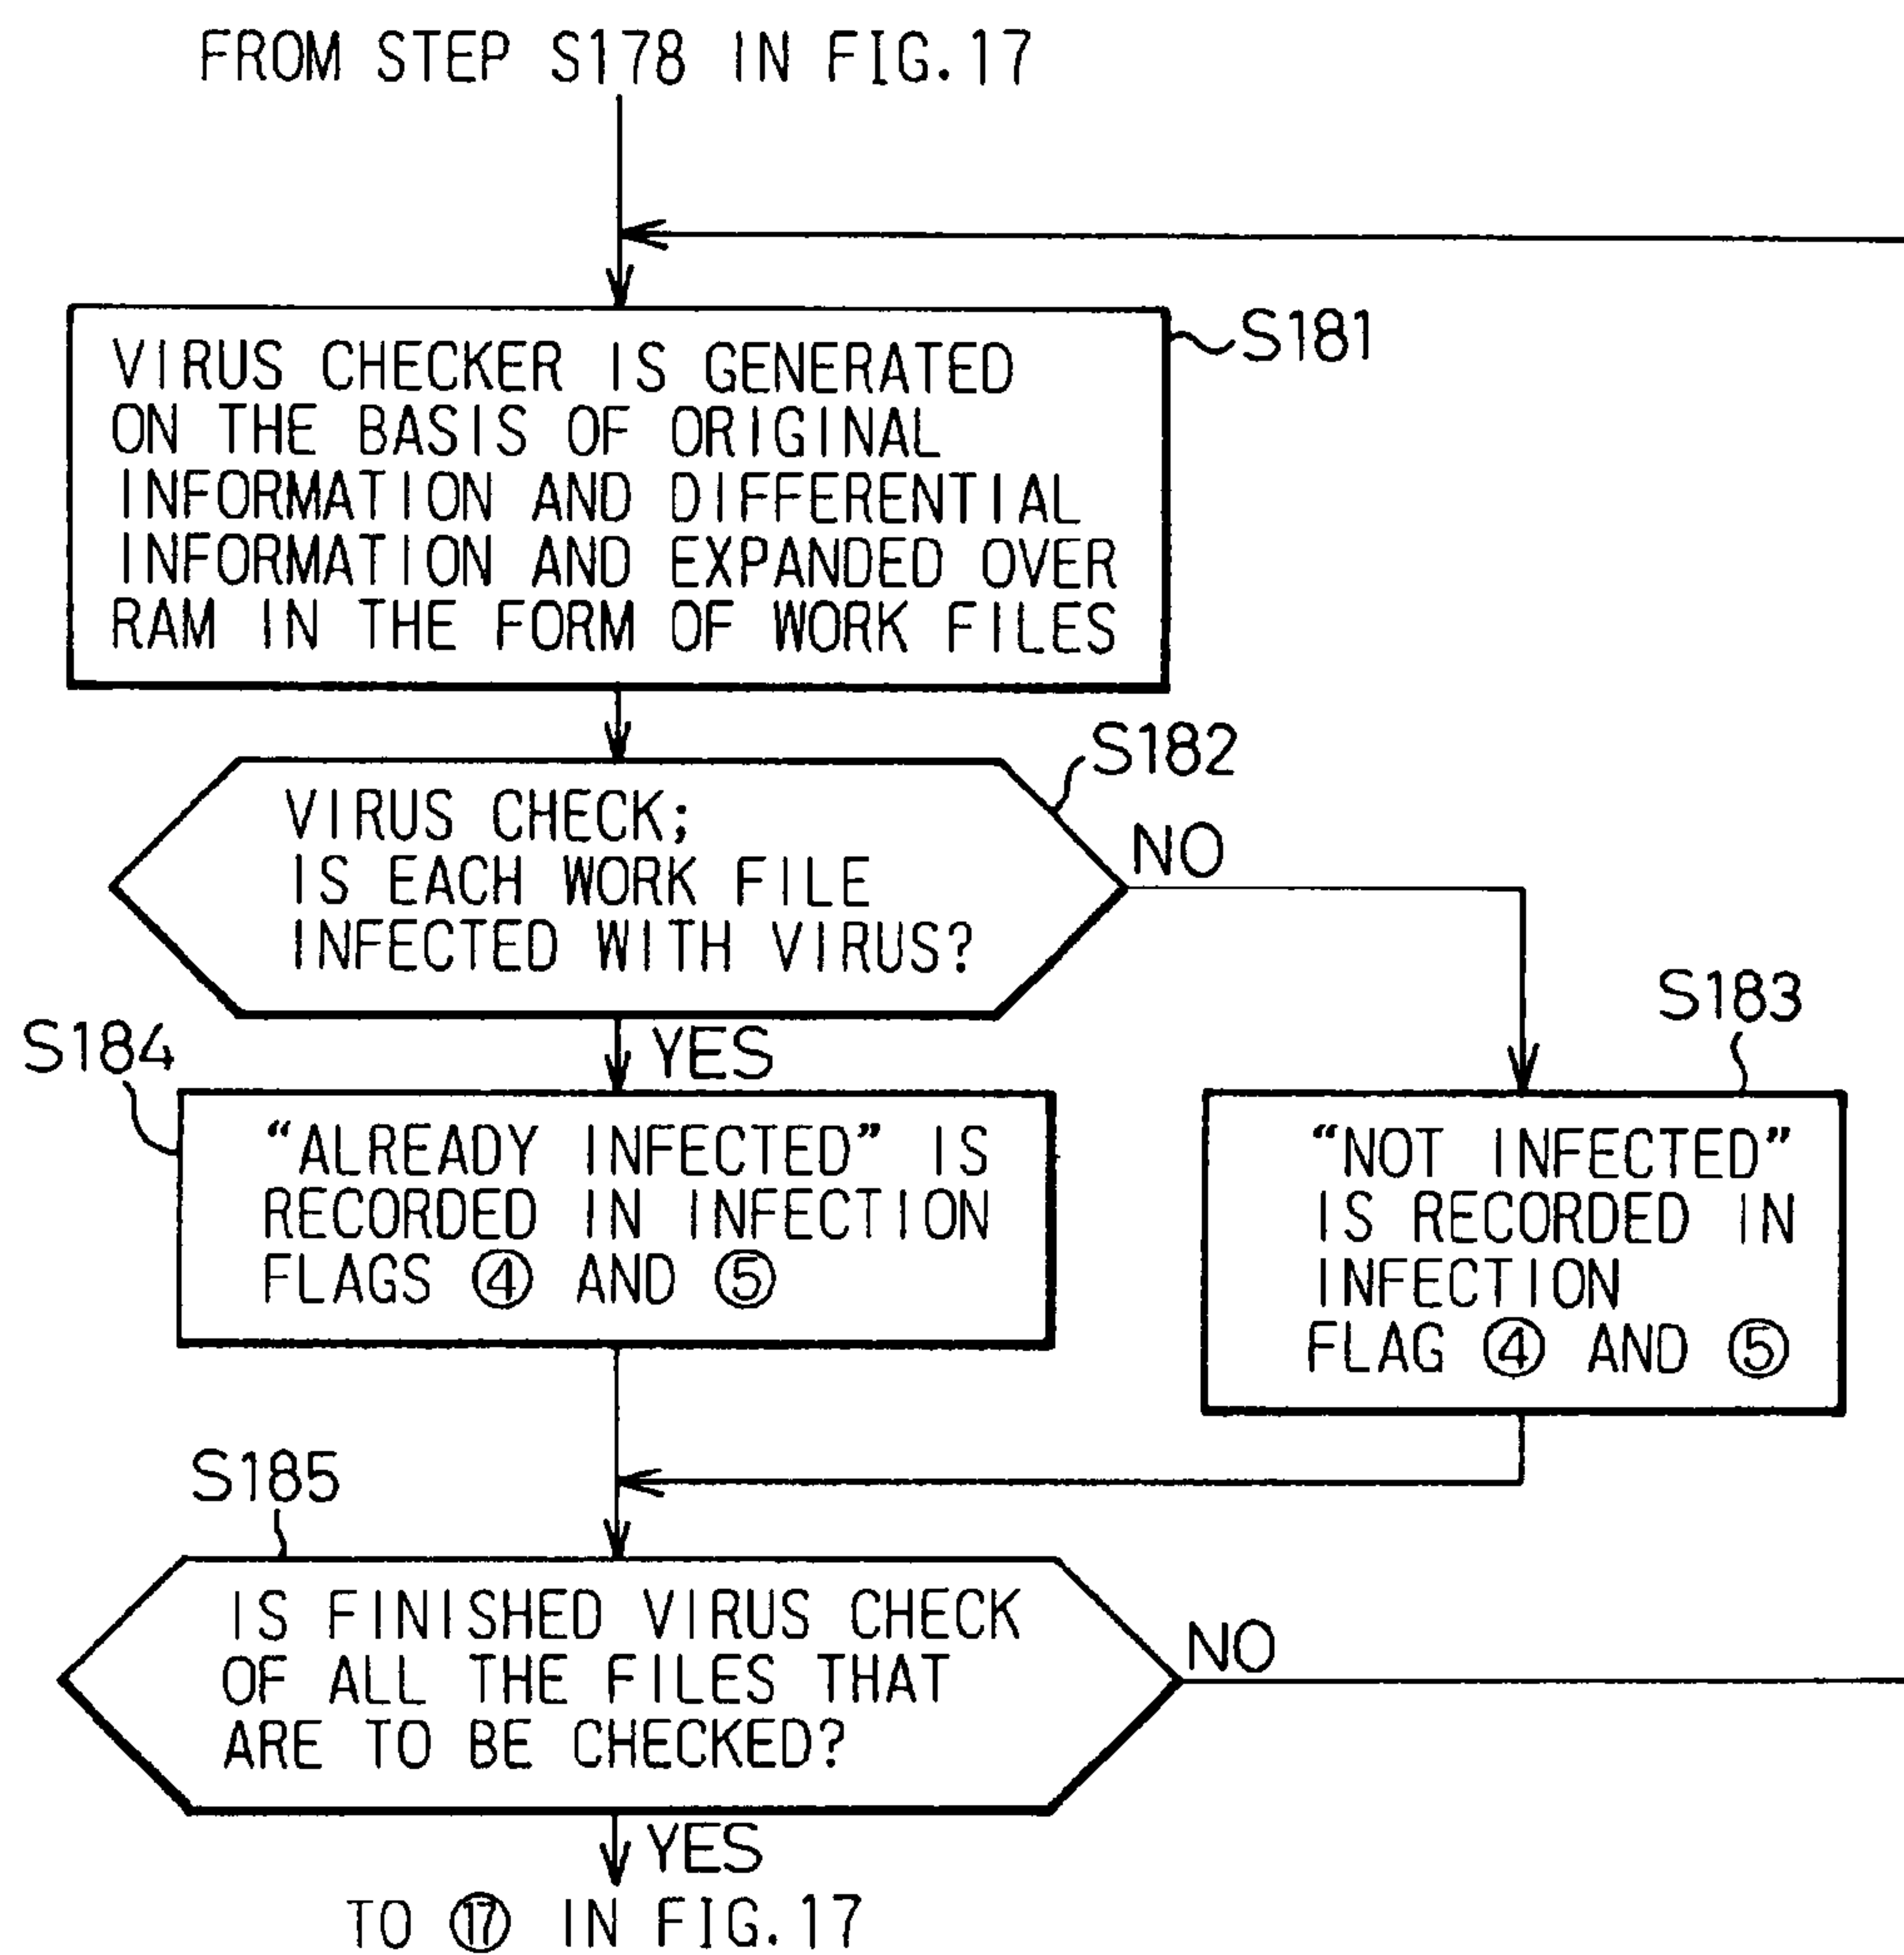 FROM STEP S178 IN FIG.17
S181
VIRUS CHECKER IS GENERATED
ON THE BASIS OF ORIGINAL
INFORMATION AND DIFFERENTIAL
INFORMATION AND EXPANDED OVER
RAM IN THE FORM OF WORK FILES
S182
VIRUS CHECK;
IS EACH WORK FILE
INFECTED WITH VIRUS?
NO
YES
S184
“ALREADY INFECTED” IS
RECORDED IN INFECTION
FLAGS ④ AND ⑤
S183
“NOT INFECTED”
IS RECORDED IN
INFECTION
FLAG ④ AND ⑤
S185
IS FINISHED VIRUS CHECK
OF ALL THE FILES THAT
ARE TO BE CHECKED?
NO
YES
TO ⑰ IN FIG.17